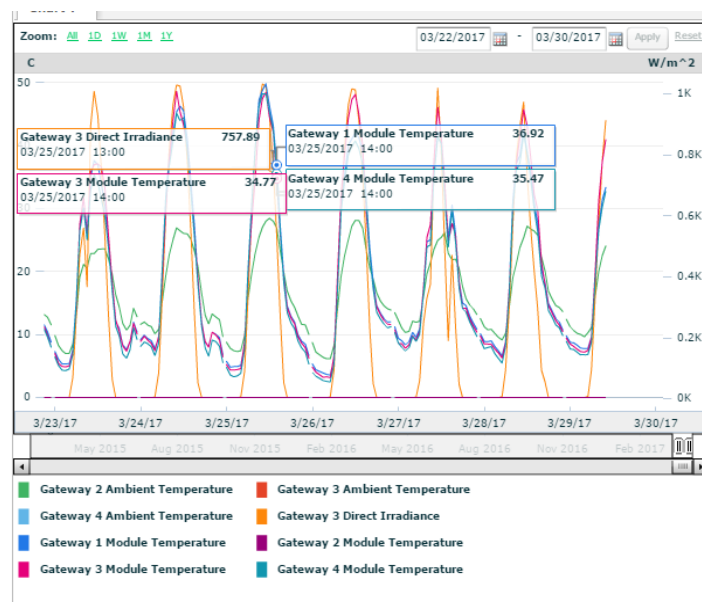 Zoom: All 1D 1W 1M 1Y 03/22/2017 - 03/30/2017 Apply Reset
C W/m^2
50 1K
Gateway 3 Direct Irradiance 757.89
03/25/2017 13:00
Gateway 1 Module Temperature 36.92
03/25/2017 14:00
0.8K
Gateway 3 Module Temperature 34.77
03/25/2017 14:00
Gateway 4 Module Temperature 35.47
03/25/2017 14:00
30 0.6K
20
0.4K
10 0.2K
0 0K
3/23/17 3/24/17 3/25/17 3/26/17 3/27/17 3/28/17 3/29/17 3/30/17
May 2015 Aug 2015 Nov 2015 Feb 2016 May 2016 Aug 2016 Nov 2016 Feb 2017
Gateway 2 Ambient Temperature Gateway 3 Ambient Temperature
Gateway 4 Ambient Temperature Gateway 3 Direct Irradiance
Gateway 1 Module Temperature Gateway 2 Module Temperature
Gateway 3 Module Temperature Gateway 4 Module Temperature